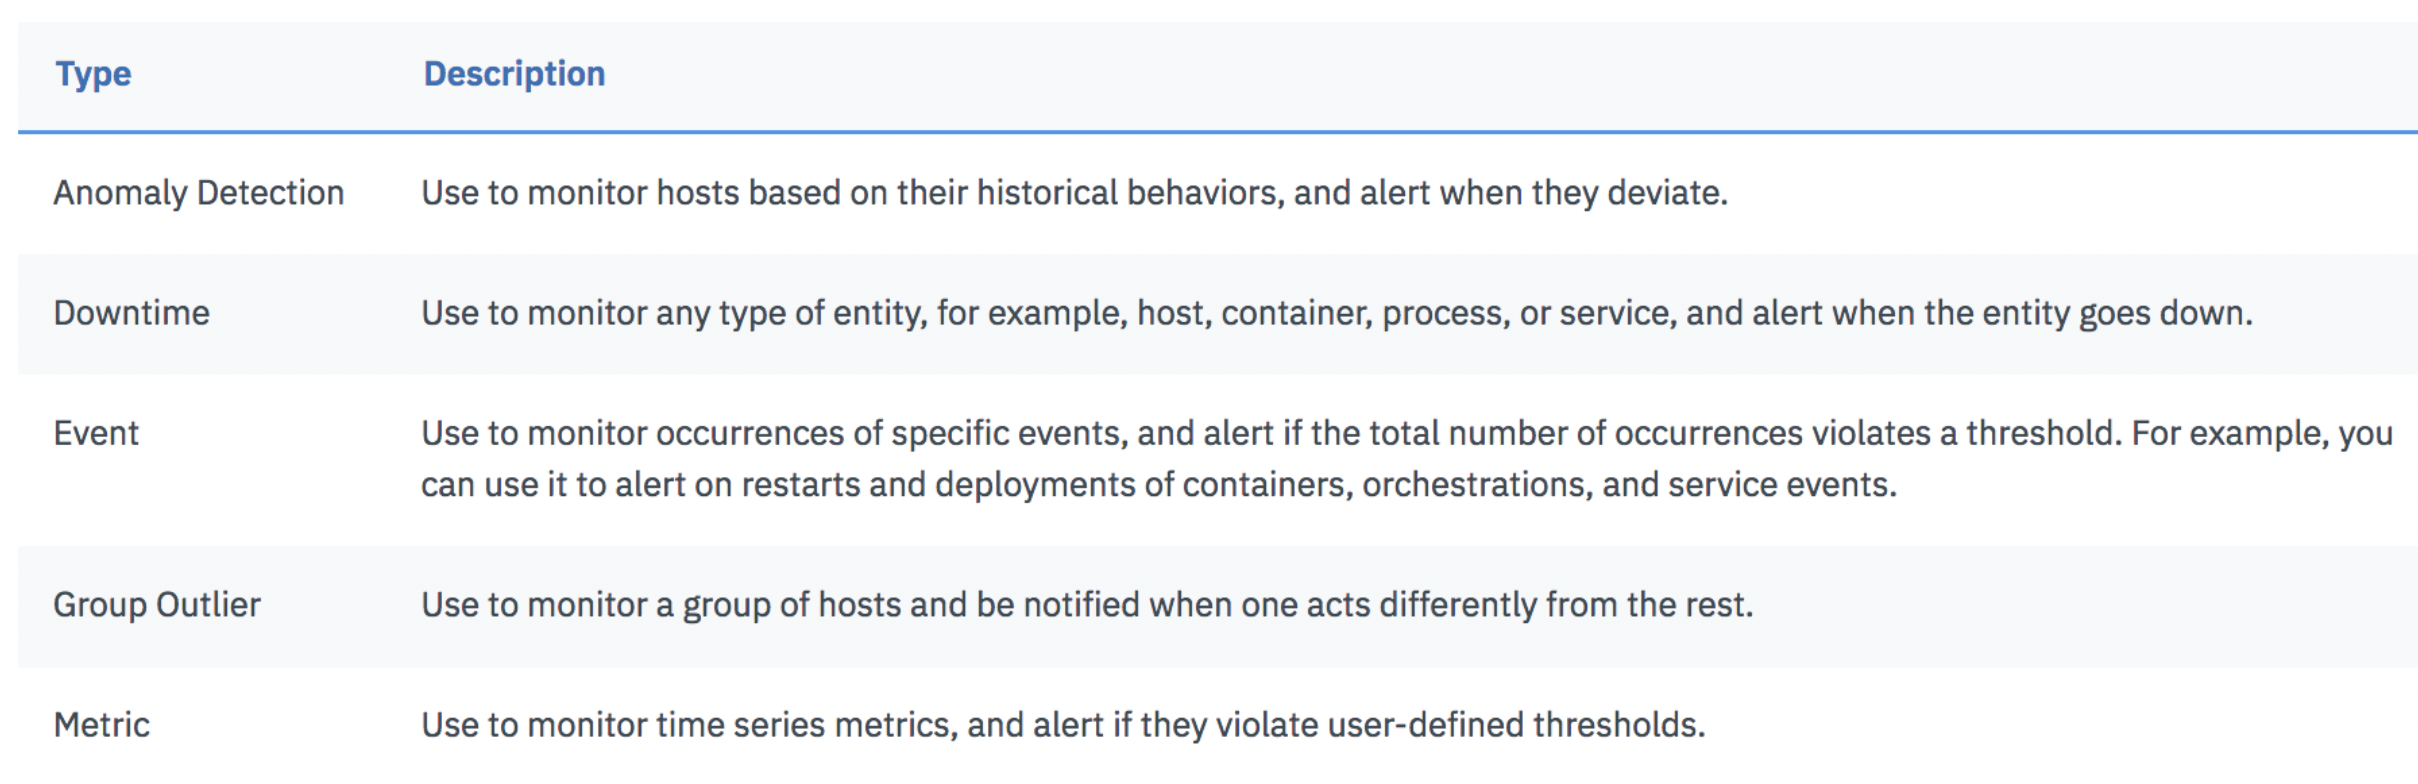 Type Description
Anomaly Detection Use to monitor hosts based on their historical behaviors, and alert when they deviate.
Downtime Use to monitor any type of entity, for example, host, container, process, or service, and alert when the entity goes down.
Event Use to monitor occurrences of specific events, and alert if the total number of occurrences violates a threshold. For example, you
can use it to alert on restarts and deployments of containers, orchestrations, and service events.
Group Outlier Use to monitor a group of hosts and be notified when one acts differently from the rest.
Metric Use to monitor time series metrics, and alert if they violate user-defined thresholds.